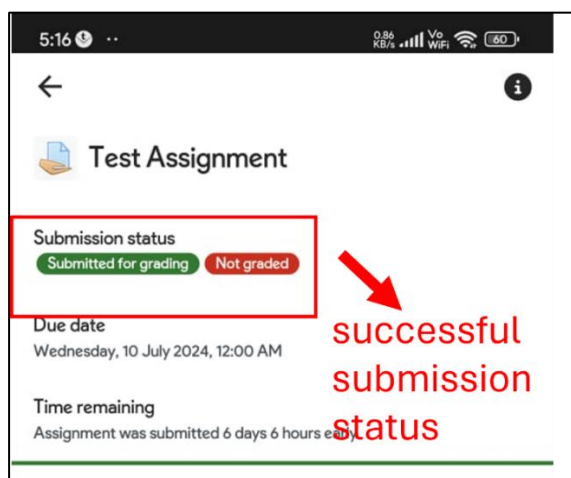 5:16
0.86 KB/s Vo WiFi 60
Test Assignment
Submission status
Submitted for grading Not graded
Due date
Wednesday, 10 July 2024, 12:00 AM
Time remaining
Assignment was submitted 6 days 6 hours early
successful
submission
status